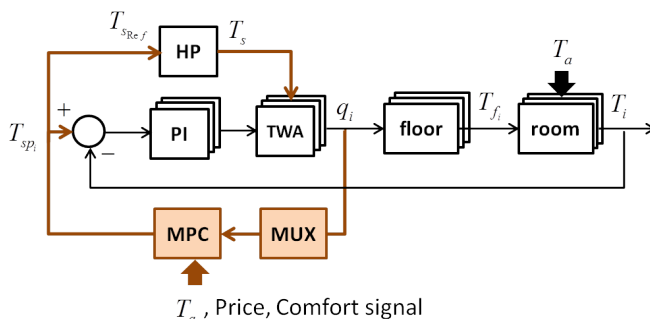 T_{s_{Ref}}
HP
T_s
T_a
+
T_{sp_i}
−
PI
TWA
q_i
floor
T_{f_i}
room
T_i
MPC
MUX
T_a , Price, Comfort signal